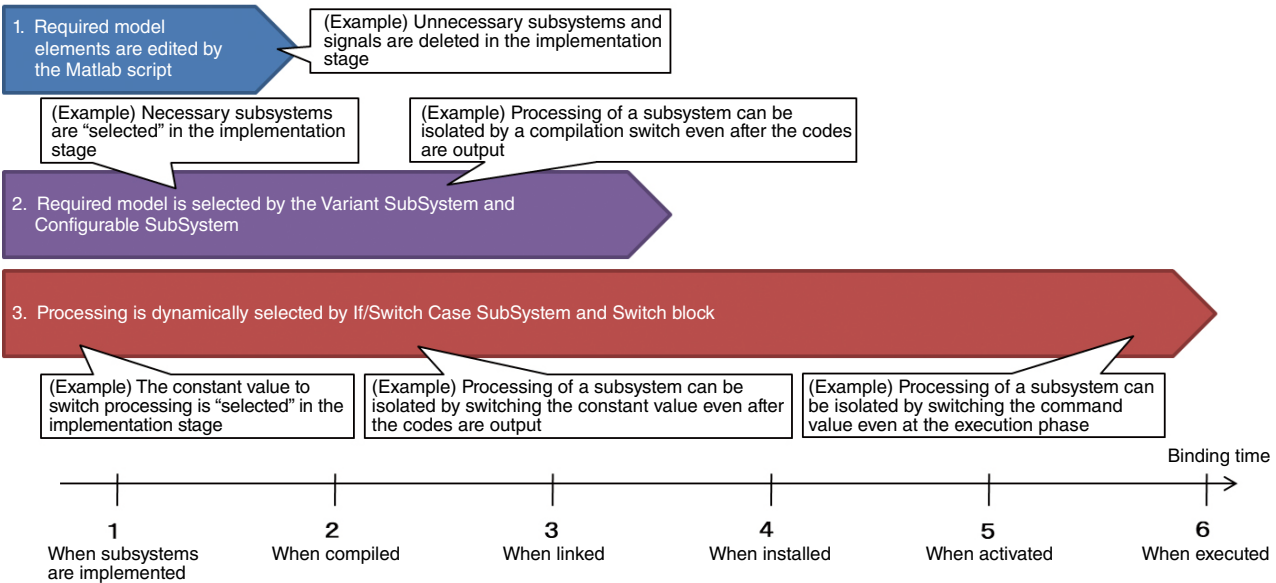 1. Required model
elements are edited by
the Matlab script
(Example) Unnecessary subsystems and
signals are deleted in the implementation
stage
(Example) Necessary subsystems
are “selected” in the implementation
stage
(Example) Processing of a subsystem can be
isolated by a compilation switch even after the codes
are output
2. Required model is selected by the Variant SubSystem and
Configurable SubSystem
3. Processing is dynamically selected by If/Switch Case SubSystem and Switch block
(Example) The constant value to
switch processing is “selected” in the
implementation stage
(Example) Processing of a subsystem can be
isolated by switching the constant value even after
the codes are output
(Example) Processing of a subsystem can
be isolated by switching the command
value even at the execution phase
Binding time
1
When subsystems
are implemented
2
When compiled
3
When linked
4
When installed
5
When activated
6
When executed